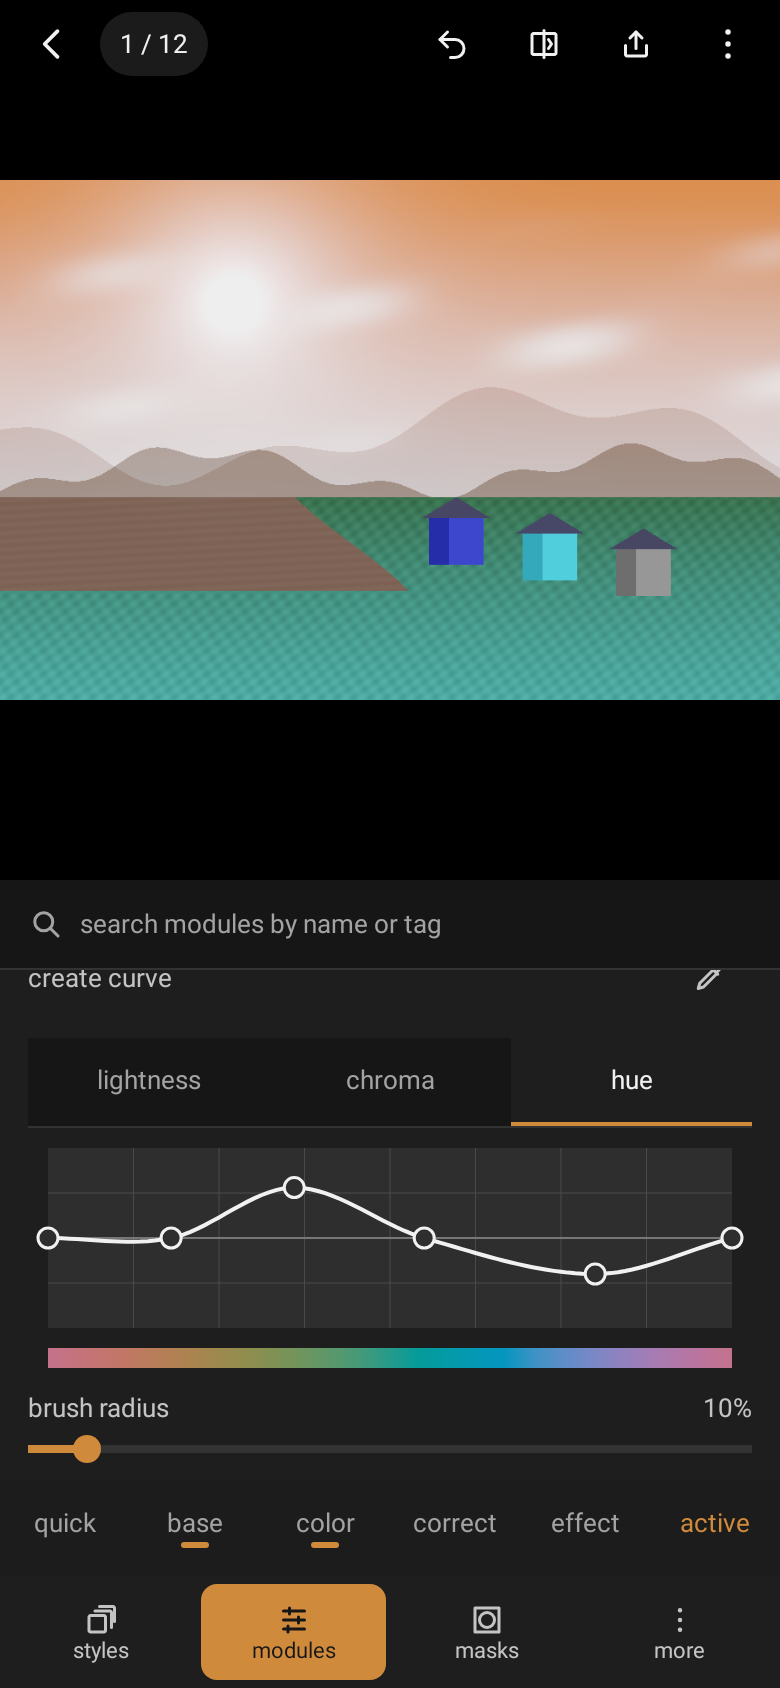 1 / 12
search modules by name or tag
create curve
lightness chroma hue
brush radius 10%
quick base color correct effect active
styles modules masks more